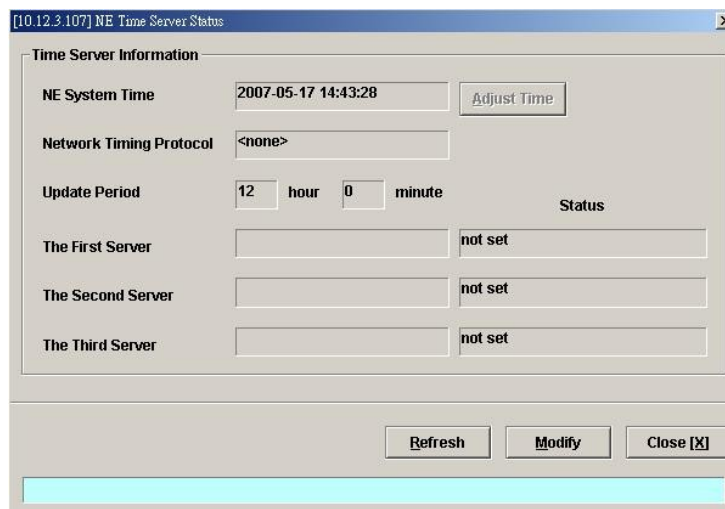 [10.12.3.107] NE Time Server Status
Time Server Information
NE System Time 2007-05-17 14:43:28 Adjust Time
Network Timing Protocol <none>
Update Period 12 hour 0 minute
Status
The First Server not set
The Second Server not set
The Third Server not set
Refresh Modify Close [X]